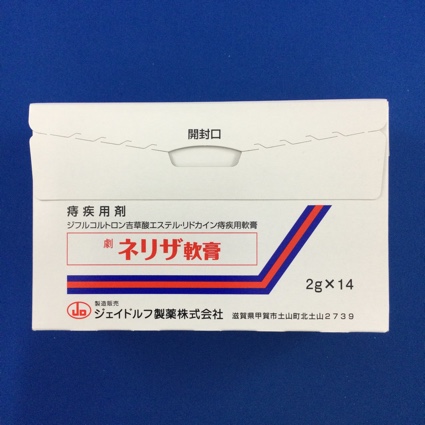 開封口
痔疾用剤
ジフルコルトロン吉草酸エステル・リドカイン痔疾用軟膏
劇 ネリザ軟膏
2g×14
JD 製造販売
ジェイドルフ製薬株式会社 滋賀県甲賀市土山町北土山2739